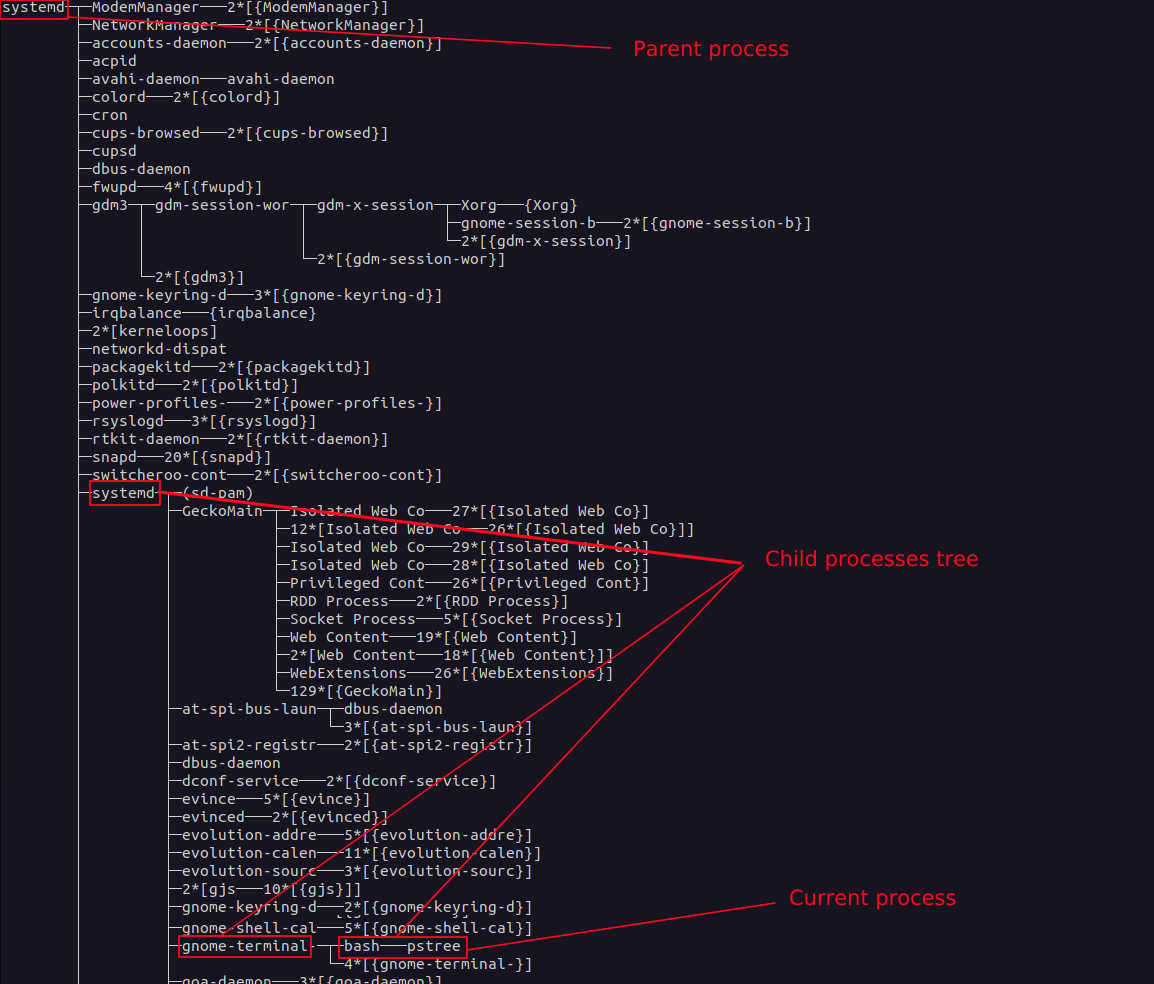 systemd─┬─ModemManager───2*[{ModemManager}]
├─NetworkManager───2*[{NetworkManager}]
├─accounts-daemon───2*[{accounts-daemon}]
Parent process
├─acpid
├─avahi-daemon───avahi-daemon
├─colord───2*[{colord}]
├─cron
├─cups-browsed───2*[{cups-browsed}]
├─cupsd
├─dbus-daemon
├─fwupd───4*[{fwupd}]
├─gdm3─┬─gdm-session-wor─┬─gdm-x-session─┬─Xorg───{Xorg}
├─gnome-session-b───2*[{gnome-session-b}]
└─2*[{gdm-x-session}]
└─2*[{gdm-session-wor}]
└─2*[{gdm3}]
├─gnome-keyring-d───3*[{gnome-keyring-d}]
├─irqbalance───{irqbalance}
├─2*[kerneloops]
├─networkd-dispat
├─packagekitd───2*[{packagekitd}]
├─polkitd───2*[{polkitd}]
├─power-profiles-───2*[{power-profiles-}]
├─rsyslogd───3*[{rsyslogd}]
├─rtkit-daemon───2*[{rtkit-daemon}]
├─snapd───20*[{snapd}]
├─switcheroo-cont───2*[{switcheroo-cont}]
├─systemd─┬─(sd-pam)
├─GeckoMain─┬─Isolated Web Co───27*[{Isolated Web Co}]
├─12*[Isolated Web Co───26*[{Isolated Web Co}]]
├─Isolated Web Co───29*[{Isolated Web Co}]
Child processes tree
├─Isolated Web Co───28*[{Isolated Web Co}]
├─Privileged Cont───26*[{Privileged Cont}]
├─RDD Process───2*[{RDD Process}]
├─Socket Process───5*[{Socket Process}]
├─Web Content───19*[{Web Content}]
├─2*[Web Content───18*[{Web Content}]]
├─WebExtensions───26*[{WebExtensions}]
└─129*[{GeckoMain}]
├─at-spi-bus-laun─┬─dbus-daemon
└─3*[{at-spi-bus-laun}]
├─at-spi2-registr───2*[{at-spi2-registr}]
├─dbus-daemon
├─dconf-service───2*[{dconf-service}]
├─evince───5*[{evince}]
├─evinced───2*[{evinced}]
├─evolution-addre───5*[{evolution-addre}]
├─evolution-calen───11*[{evolution-calen}]
├─evolution-sourc───3*[{evolution-sourc}]
├─2*[gjs───10*[{gjs}]]
├─gnome-keyring-d───2*[{gnome-keyring-d}]
Current process
├─gnome-shell-cal───5*[{gnome-shell-cal}]
├─gnome-terminal-─┬─bash───pstree
└─4*[{gnome-terminal-}]
├─goa-daemon───3*[{goa-daemon}]